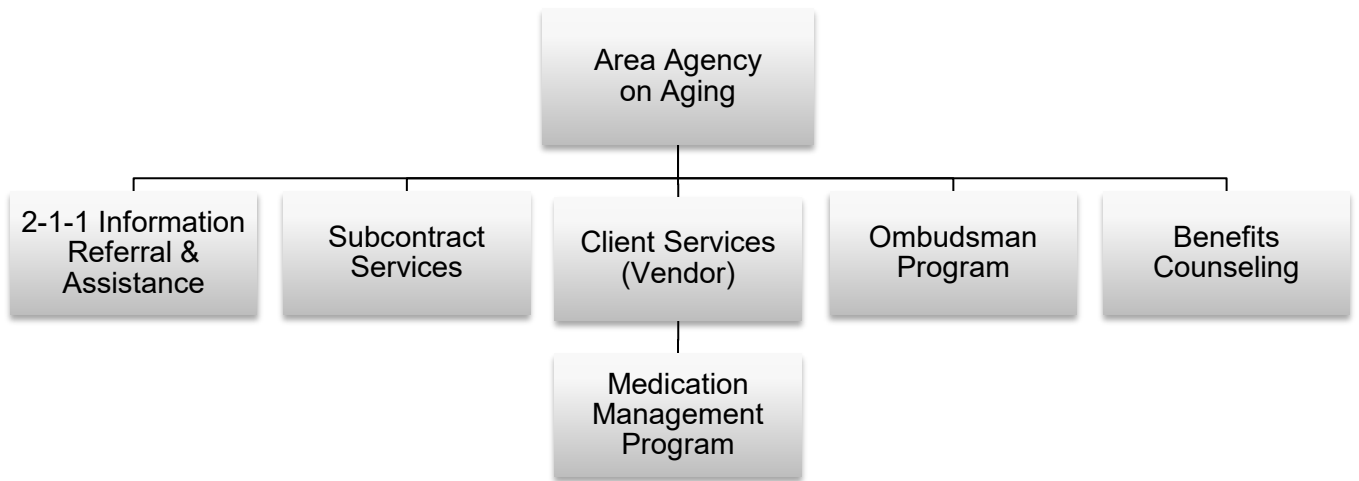 Area Agency
on Aging
2-1-1 Information
Referral &
Assistance
Subcontract
Services
Client Services
(Vendor)
Ombudsman
Program
Benefits
Counseling
Medication
Management
Program